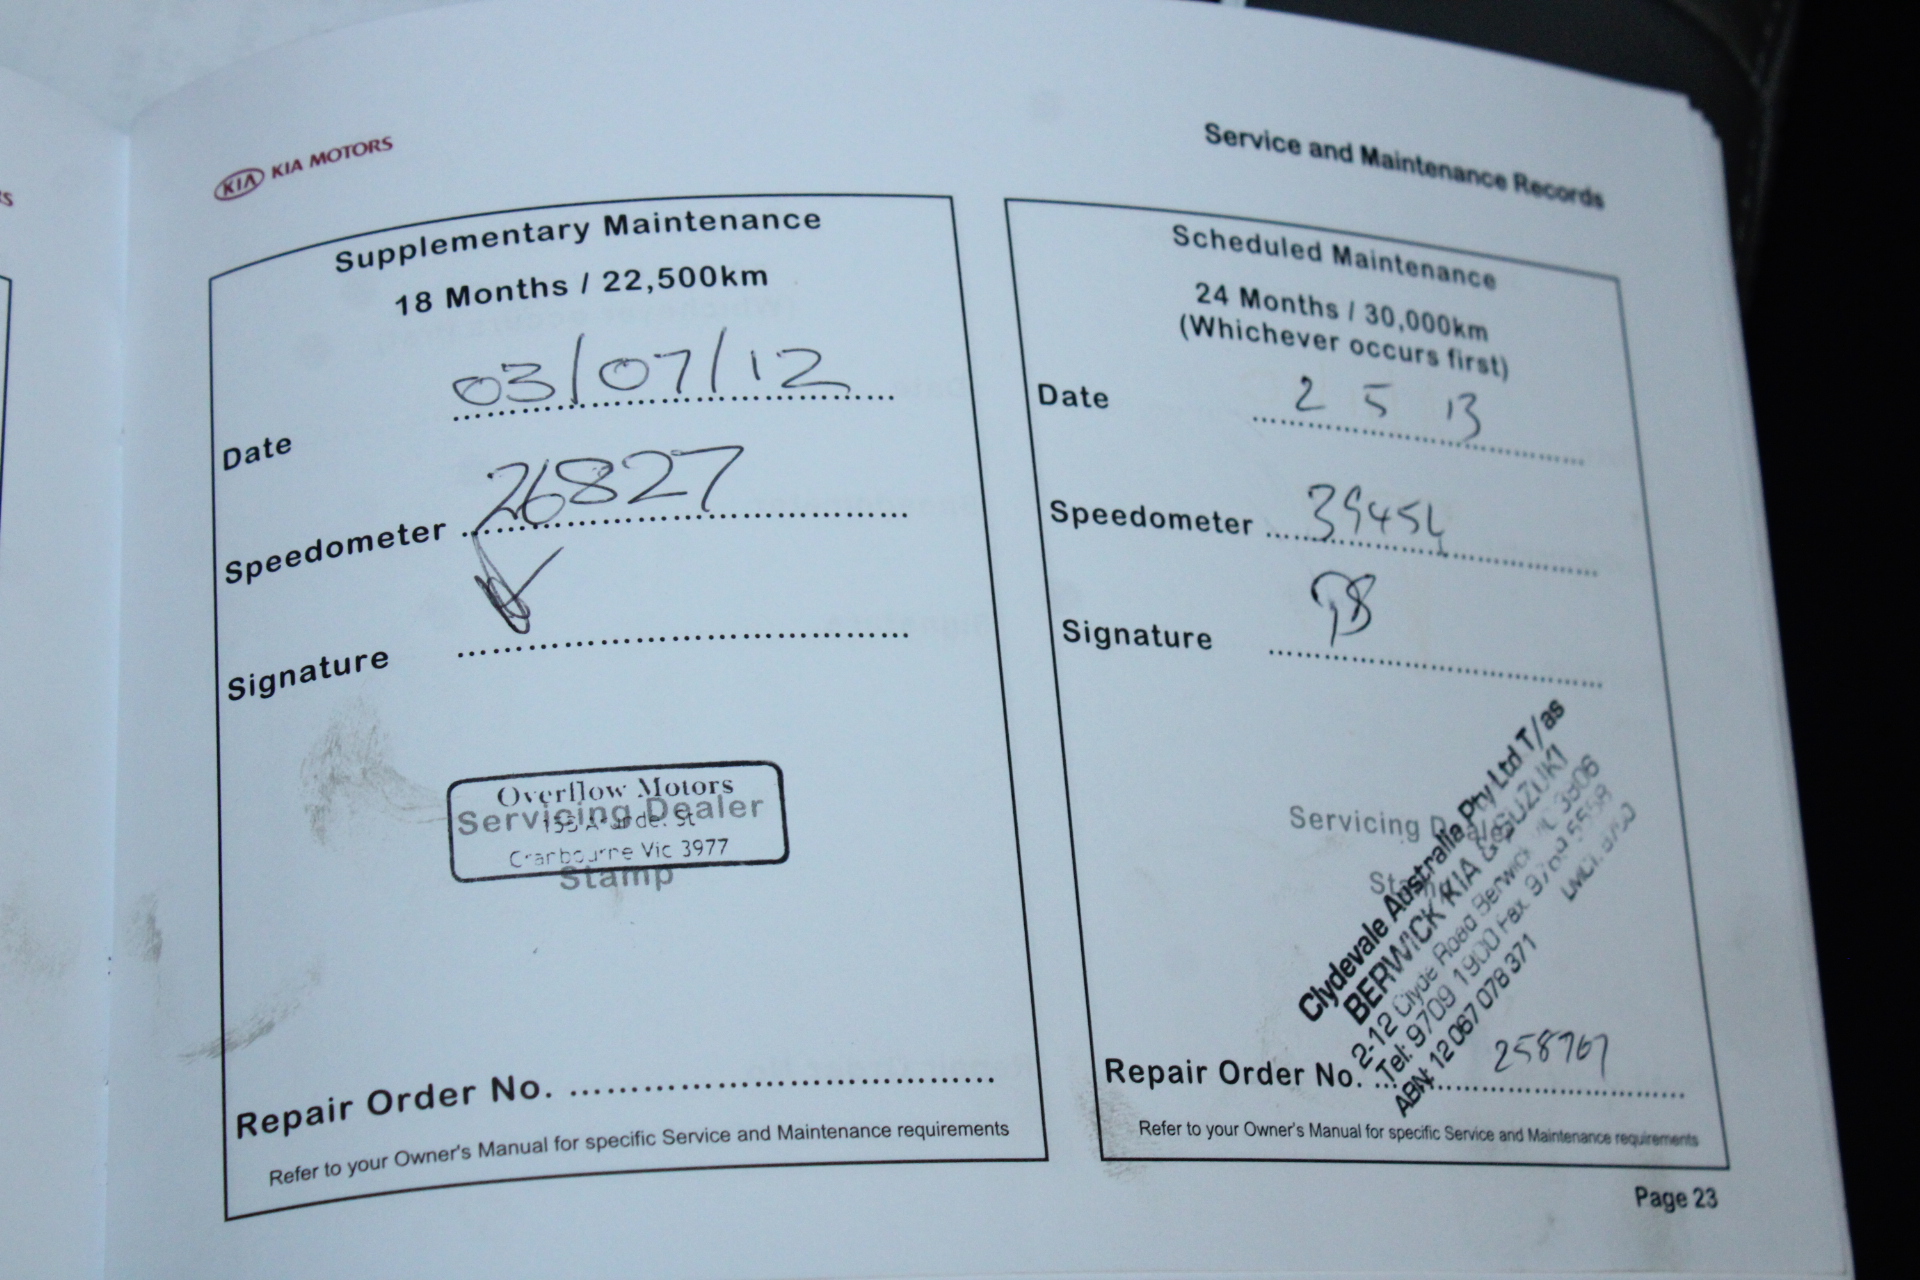 KIA KIA MOTORS
Service and Maintenance Records
Supplementary Maintenance
18 Months / 22,500km
Date 03/07/12
Speedometer 26827
Signature
Overflow Motors
Servicing Dealer
St
Cranbourne Vic 3977
Stamp
Repair Order No.
Refer to your Owner's Manual for specific Service and Maintenance requirements
Scheduled Maintenance
24 Months / 30,000km
(Whichever occurs first)
Date 2 5 13
Speedometer 39454
Signature
Servicing Dealer
Stamp
Clydevale Australia Pty Ltd T/as
BERWICK KIA & SUZUKI
2-12 Clyde Road Berwick 3806
Tel: 9709 1900 Fax
ABN: 12 067 078 371
Repair Order No. 258767
Refer to your Owner's Manual for specific Service and Maintenance requirements
Page 23